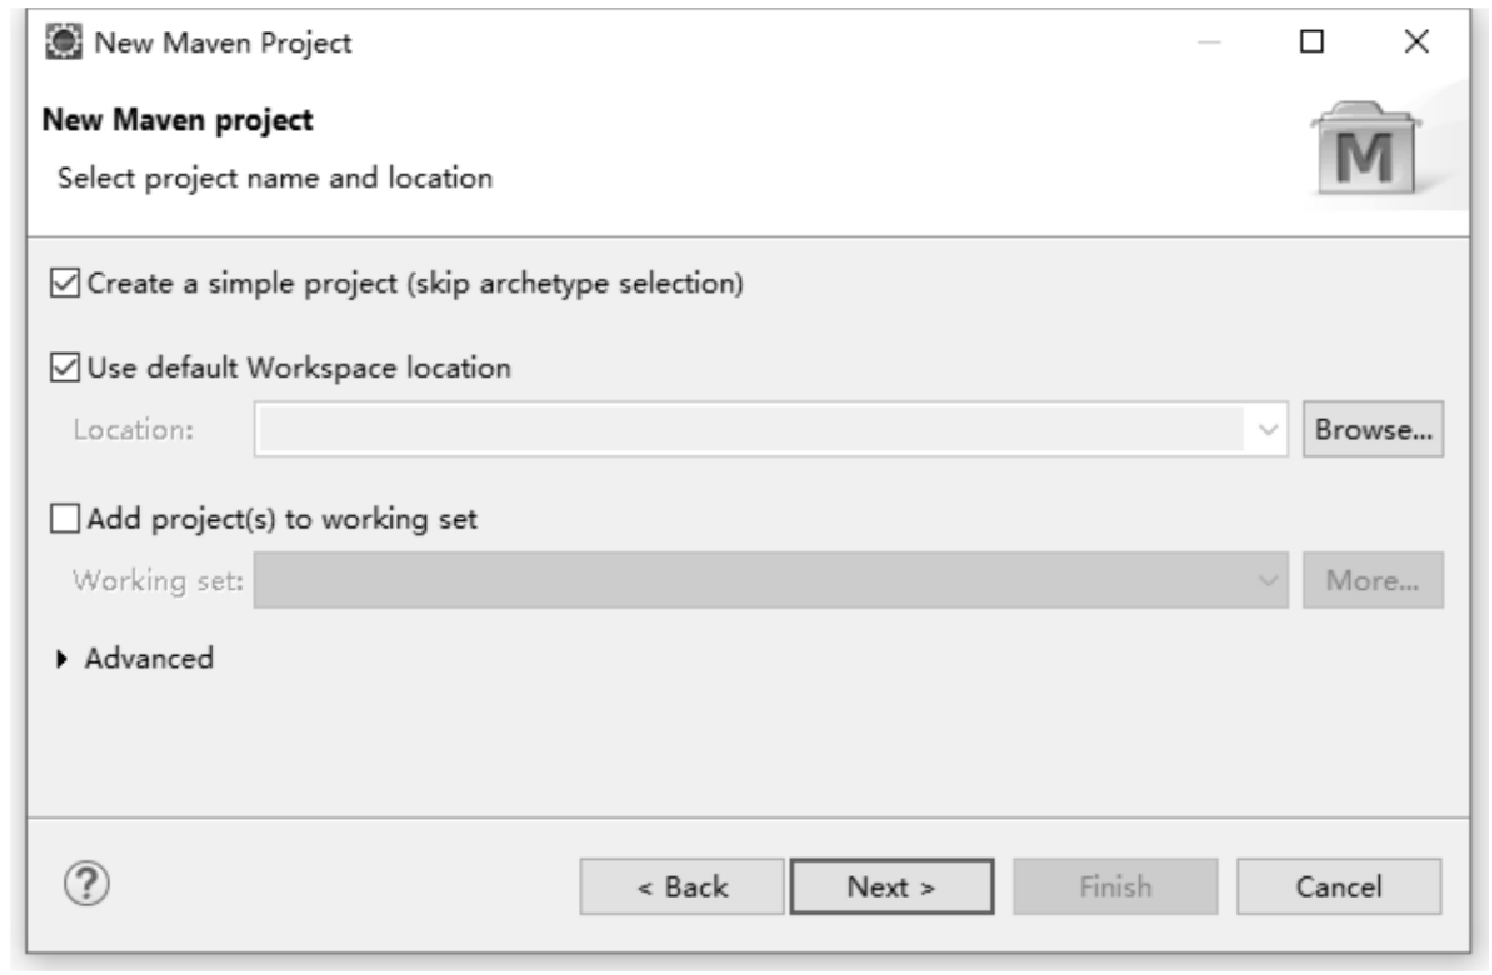 New Maven Project
New Maven project
M
Select project name and location
Create a simple project (skip archetype selection)
Use default Workspace location
Location:
Browse...
Add project(s) to working set
Working set:
More...
Advanced
?
< Back
Next >
Finish
Cancel